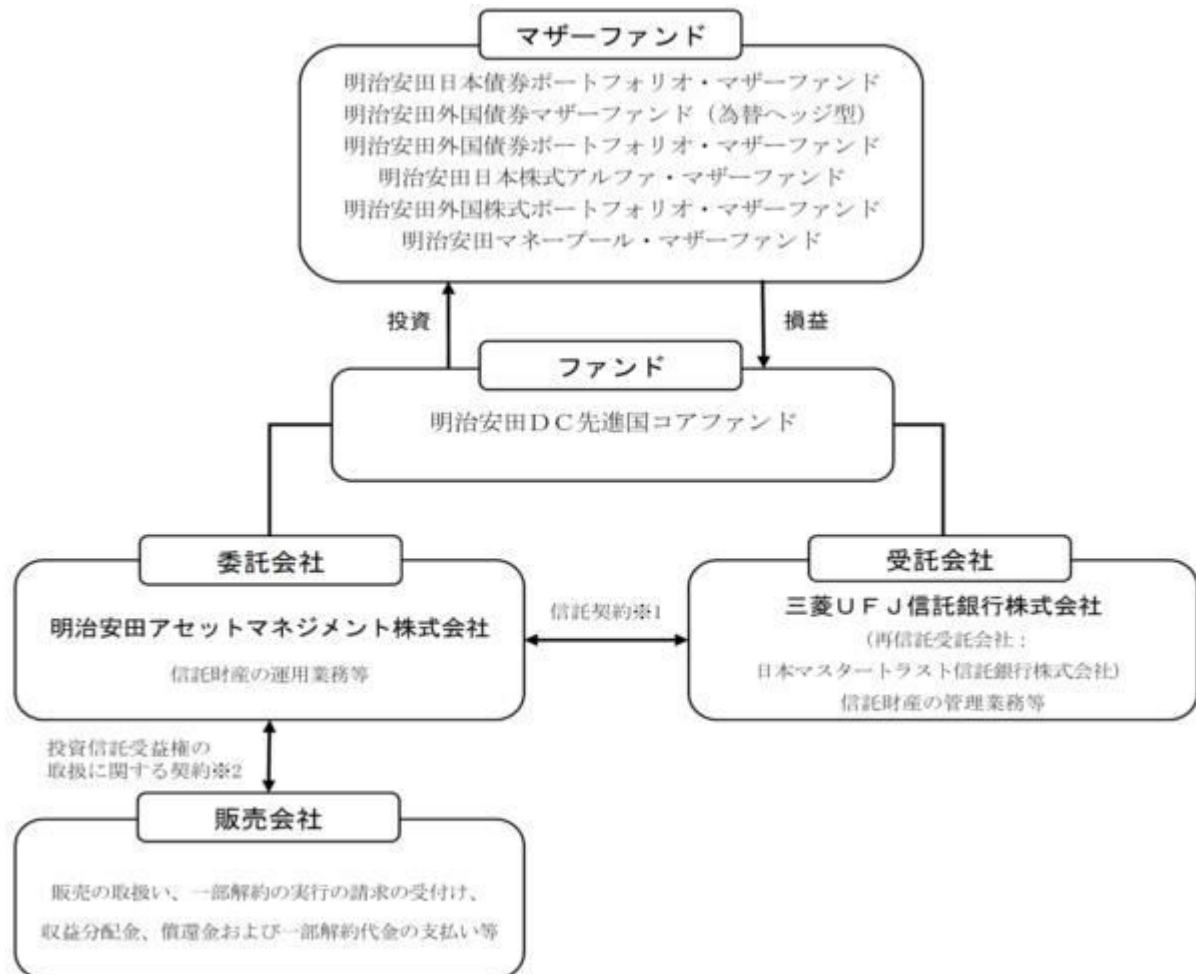 マザーファンド
明治安田日本債券ポートフォリオ・マザーファンド
明治安田外国債券マザーファンド（為替ヘッジ型）
明治安田外国債券ポートフォリオ・マザーファンド
明治安田日本株式アルファ・マザーファンド
明治安田外国株式ポートフォリオ・マザーファンド
明治安田マネープール・マザーファンド
投資
損益
ファンド
明治安田ＤＣ先進国コアファンド
委託会社
明治安田アセットマネジメント株式会社
信託財産の運用業務等
信託契約※1
受託会社
三菱ＵＦＪ信託銀行株式会社
（再信託受託会社：
日本マスタートラスト信託銀行株式会社）
信託財産の管理業務等
投資信託受益権の
取扱に関する契約※2
販売会社
販売の取扱い、一部解約の実行の請求の受付け、
収益分配金、償還金および一部解約代金の支払い等